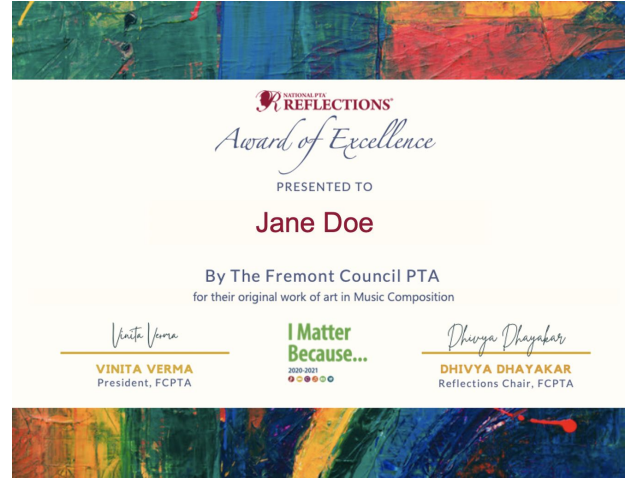 NATIONAL PTA®
REFLECTIONS®
Award of Excellence
PRESENTED TO
Jane Doe
By The Fremont Council PTA
for their original work of art in Music Composition
Vinita Verma
VINITA VERMA
President, FCPTA
I Matter
Because...
2020-2021
Dhivya Dhayakar
DHIVYA DHAYAKAR
Reflections Chair, FCPTA